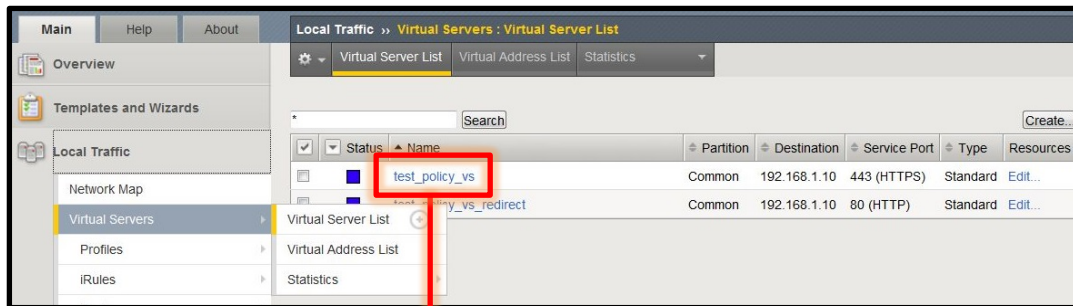 Main Help About
Local Traffic ›› Virtual Servers : Virtual Server List
Overview
Virtual Server List Virtual Address List Statistics
Templates and Wizards
* Search Create...
Local Traffic
Status Name Partition Destination Service Port Type Resources
test_policy_vs Common 192.168.1.10 443 (HTTPS) Standard Edit...
Network Map
test_policy_vs_redirect Common 192.168.1.10 80 (HTTP) Standard Edit...
Virtual Servers Virtual Server List
Profiles Virtual Address List
iRules Statistics